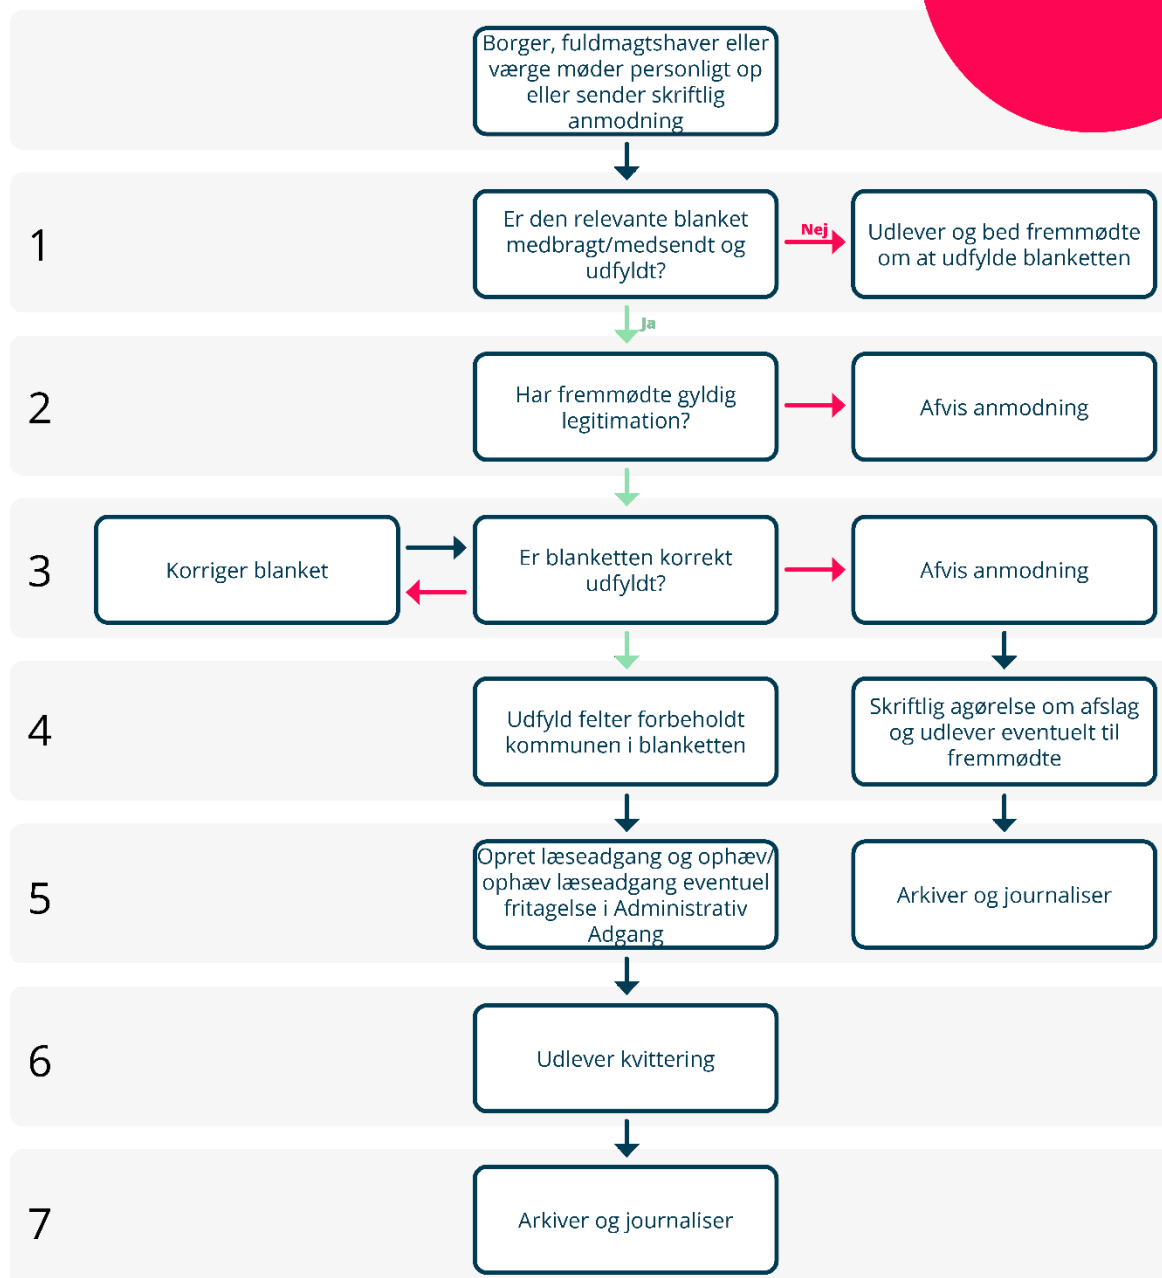 Borger, fuldmagtshaver eller
værge møder personligt op
eller sender skriftlig
anmodning
1
Er den relevante blanket
medbragt/medsendt og
udfyldt?
Nej
Udlever og bed fremmødte
om at udfylde blanketten
Ja
2
Har fremmødte gyldig
legitimation?
Afvis anmodning
3
Korriger blanket
Er blanketten korrekt
udfyldt?
Afvis anmodning
4
Udfyld felter forbeholdt
kommunen i blanketten
Skriftlig agørelse om afslag
og udlever eventuelt til
fremmødte
5
Opret læseadgang og ophæv/
ophæv læseadgang eventuel
fritagelse i Administrativ
Adgang
Arkiver og journaliser
6
Udlever kvittering
7
Arkiver og journaliser